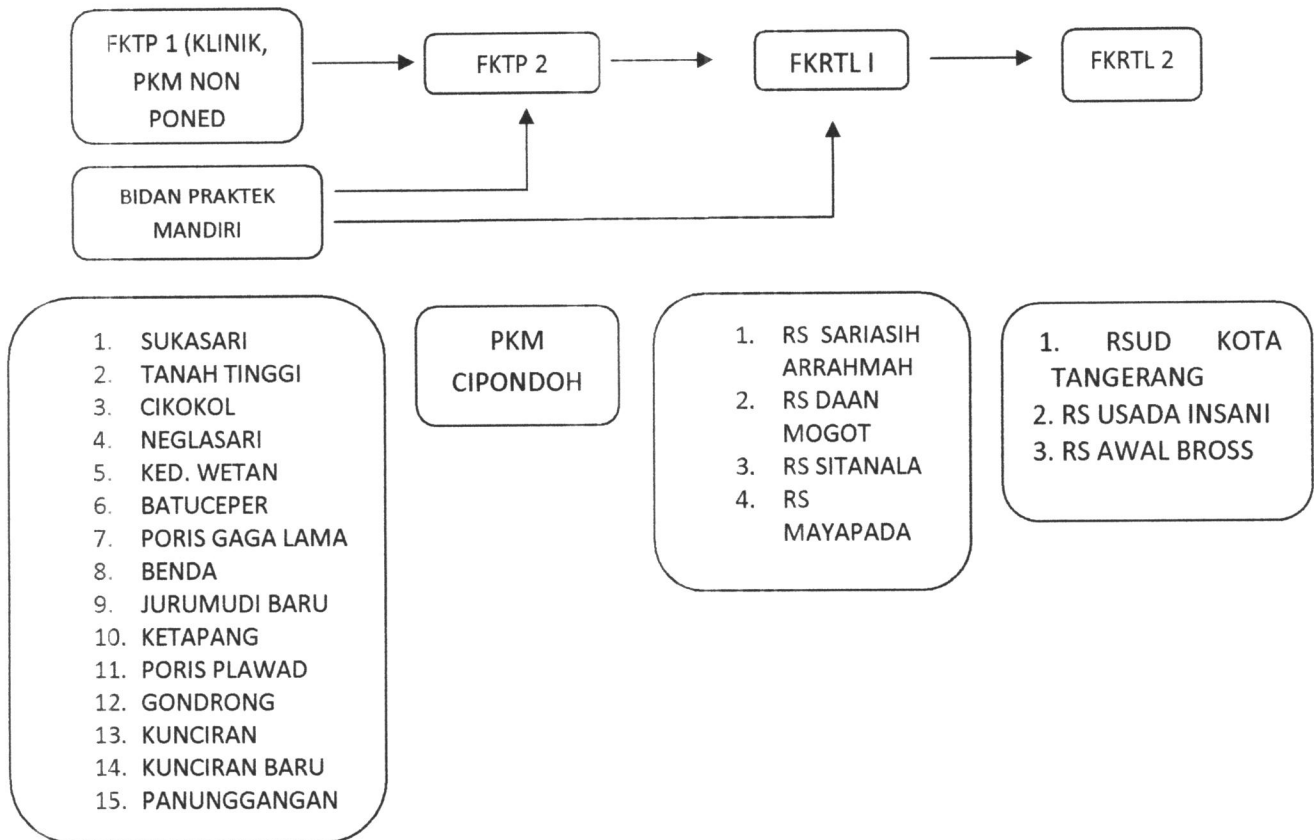 FKTP 1 (KLINIK,
PKM NON
PONED
FKTP 2
FKRTL I
FKRTL 2
BIDAN PRAKTEK
MANDIRI
1. SUKASARI
2. TANAH TINGGI
3. CIKOKOL
4. NEGLASARI
5. KED. WETAN
6. BATUCEPER
7. PORIS GAGA LAMA
8. BENDA
9. JURUMUDI BARU
10. KETAPANG
11. PORIS PLAWAD
12. GONDRONG
13. KUNCIRAN
14. KUNCIRAN BARU
15. PANUNGGANGAN
PKM
CIPONDOH
1. RS SARIASIH
ARRAHMAH
2. RS DAAN
MOGOT
3. RS SITANALA
4. RS
MAYAPADA
1. RSUD KOTA
TANGERANG
2. RS USADA INSANI
3. RS AWAL BROSS